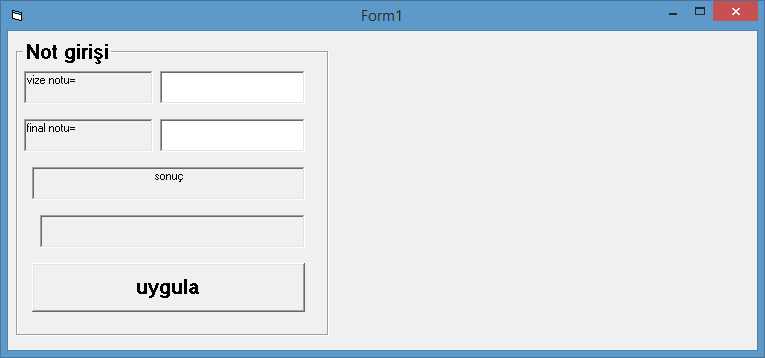 Form1
Not girişi
vize notu=
final notu=
sonuç
uygula